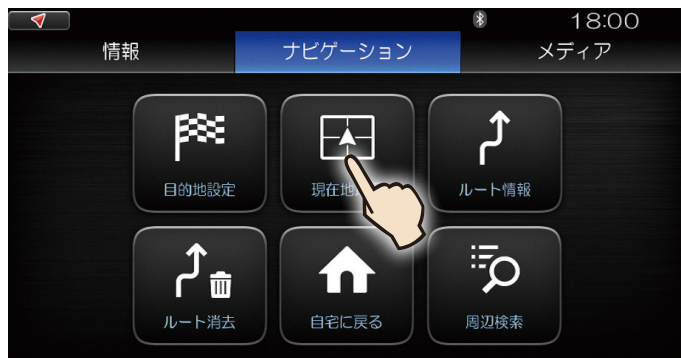 18:00
情報
ナビゲーション
メディア
目的地設定
現在地
ルート情報
ルート消去
自宅に戻る
周辺検索